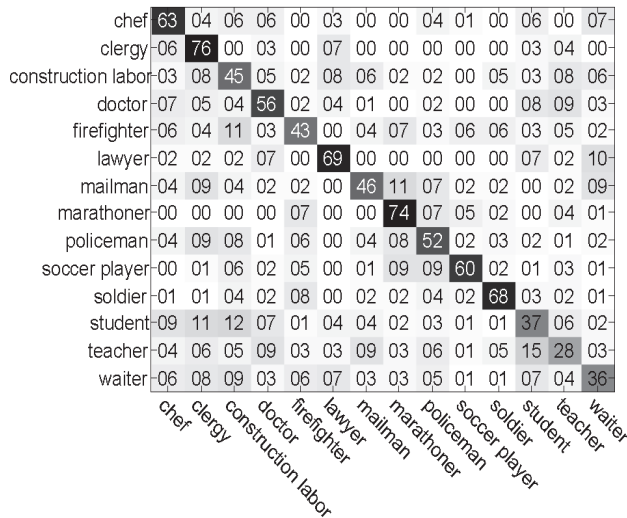 chef 63 04 06 06 00 03 00 00 04 01 00 06 00 07
clergy 06 76 00 03 00 07 00 00 00 00 00 03 04 00
construction labor 03 08 45 05 02 08 06 02 02 00 05 03 08 06
doctor 07 05 04 56 02 04 01 00 02 00 00 08 09 03
firefighter 06 04 11 03 43 00 04 07 03 06 06 03 05 02
lawyer 02 02 02 07 00 69 00 00 00 00 00 07 02 10
mailman 04 09 04 02 02 00 46 11 07 02 02 00 02 09
marathoner 00 00 00 00 07 00 00 74 07 05 02 00 04 01
policeman 04 09 08 01 06 00 04 08 52 02 03 02 01 02
soccer player 00 01 06 02 05 00 01 09 09 60 02 01 03 01
soldier 01 01 04 02 08 00 02 02 04 02 68 03 02 01
student 09 11 12 07 01 04 04 02 03 01 01 37 06 02
teacher 04 06 05 09 03 03 09 03 06 01 05 15 28 03
waiter 06 08 09 03 06 07 03 03 05 01 01 07 04 36
chef
clergy
construction labor
doctor
firefighter
lawyer
mailman
marathoner
policeman
soccer player
soldier
student
teacher
waiter